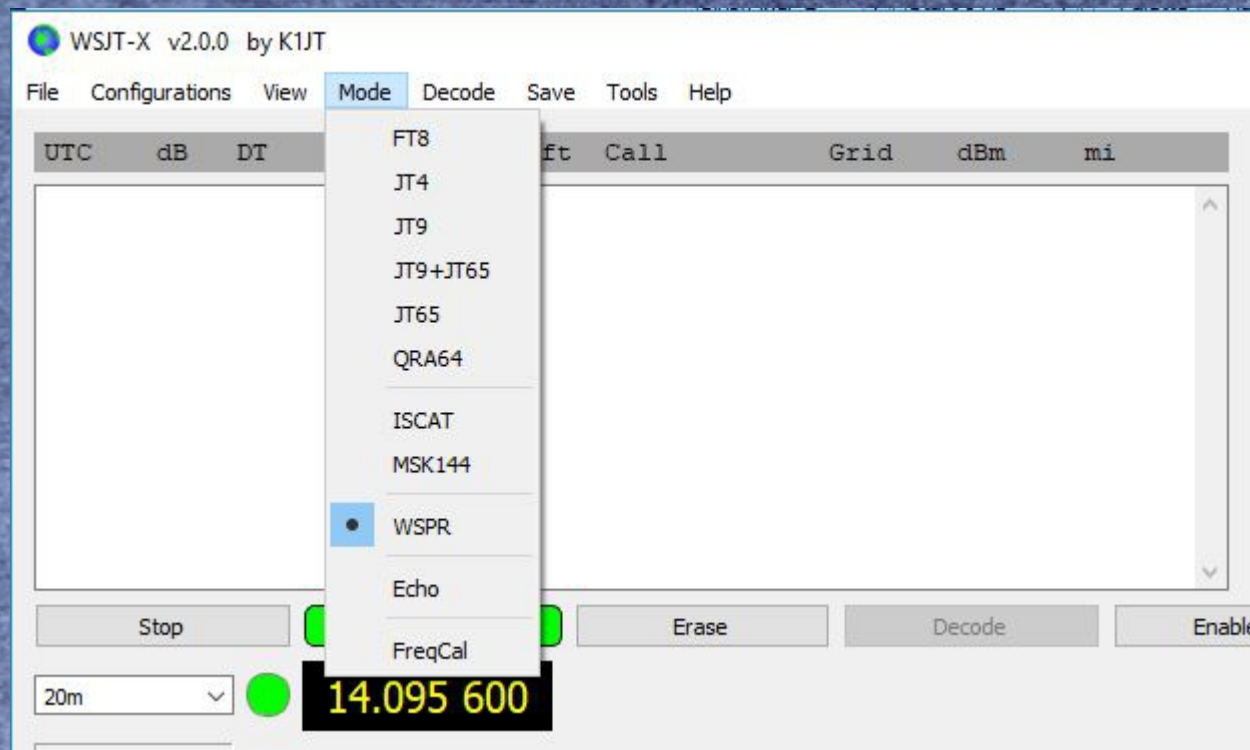 WSJT-X v2.0.0 by K1JT
File Configurations View Mode Decode Save Tools Help
UTC dB DT ft Call Grid dBm mi
FT8
JT4
JT9
JT9+JT65
JT65
QRA64
ISCAT
MSK144
WSPR
Echo
FreqCal
Stop Erase Decode Enable
20m 14.095 600